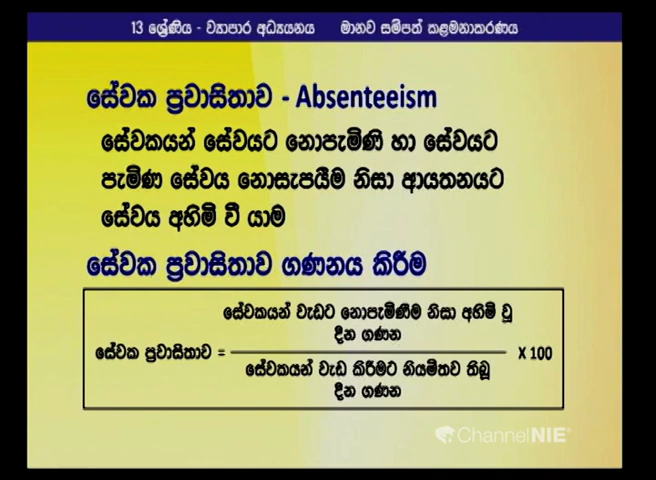 13 ශ්‍රේණිය - ව්‍යාපාර අධ්‍යයනය මානව සම්පත් කළමනාකරණය
සේවක ප්‍රවාසිතාව - Absenteeism
සේවකයන් සේවයට නොපැමිණි හා සේවයට
පැමිණ සේවය නොසැපයීම නිසා ආයතනයට
සේවය අහිමි වී යාම
සේවක ප්‍රවාසිතාව ගණනය කිරීම
සේවකයන් වැඩට නොපැමිණීම නිසා අහිමි වූ
දින ගණන
සේවක ප්‍රවාසිතාව = X 100
සේවකයන් වැඩ කිරීමට නියමිතව තිබූ
දින ගණන
ChannelNIE